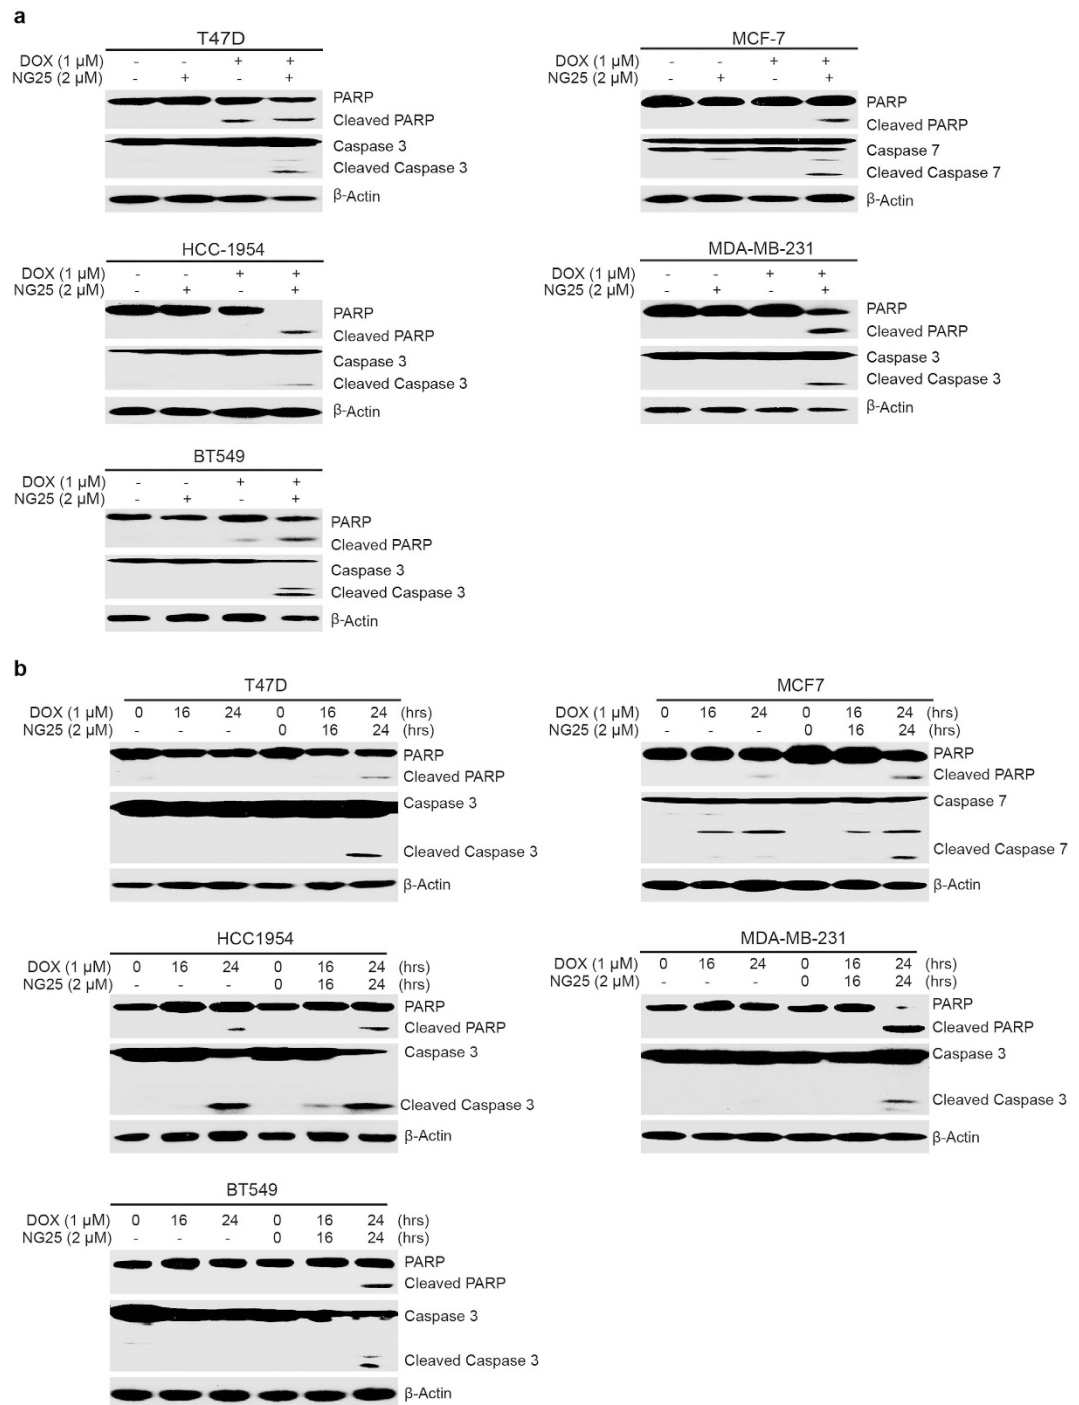 a
T47D
DOX (1 µM) - - + +
NG25 (2 µM) - + - +
PARP
Cleaved PARP
Caspase 3
Cleaved Caspase 3
β-Actin
MCF-7
DOX (1 µM) - - + +
NG25 (2 µM) - + - +
PARP
Cleaved PARP
Caspase 7
Cleaved Caspase 7
β-Actin
HCC-1954
DOX (1 µM) - - + +
NG25 (2 µM) - + - +
PARP
Cleaved PARP
Caspase 3
Cleaved Caspase 3
β-Actin
MDA-MB-231
DOX (1 µM) - - + +
NG25 (2 µM) - + - +
PARP
Cleaved PARP
Caspase 3
Cleaved Caspase 3
β-Actin
BT549
DOX (1 µM) - - + +
NG25 (2 µM) - + - +
PARP
Cleaved PARP
Caspase 3
Cleaved Caspase 3
β-Actin
b
T47D
DOX (1 µM) 0 16 24 0 16 24 (hrs)
NG25 (2 µM) - - - 0 16 24 (hrs)
PARP
Cleaved PARP
Caspase 3
Cleaved Caspase 3
β-Actin
MCF7
DOX (1 µM) 0 16 24 0 16 24 (hrs)
NG25 (2 µM) - - - 0 16 24 (hrs)
PARP
Cleaved PARP
Caspase 7
Cleaved Caspase 7
β-Actin
HCC1954
DOX (1 µM) 0 16 24 0 16 24 (hrs)
NG25 (2 µM) - - - 0 16 24 (hrs)
PARP
Cleaved PARP
Caspase 3
Cleaved Caspase 3
β-Actin
MDA-MB-231
DOX (1 µM) 0 16 24 0 16 24 (hrs)
NG25 (2 µM) - - - 0 16 24 (hrs)
PARP
Cleaved PARP
Caspase 3
Cleaved Caspase 3
β-Actin
BT549
DOX (1 µM) 0 16 24 0 16 24 (hrs)
NG25 (2 µM) - - - 0 16 24 (hrs)
PARP
Cleaved PARP
Caspase 3
Cleaved Caspase 3
β-Actin